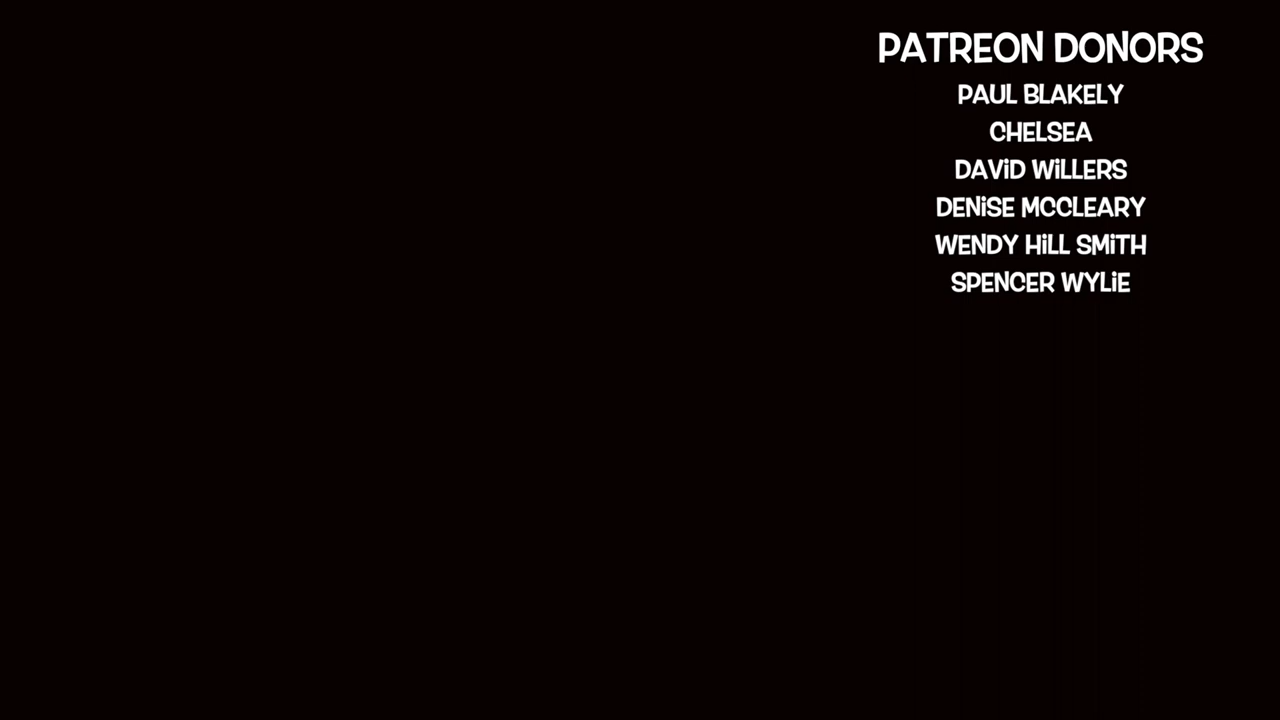 PATREON DONORS
PAUL BLAKELY
CHELSEA
DAViD WiLLERS
DENiSE MCCLEARY
WENDY HiLL SMiTH
SPENCER WYLiE